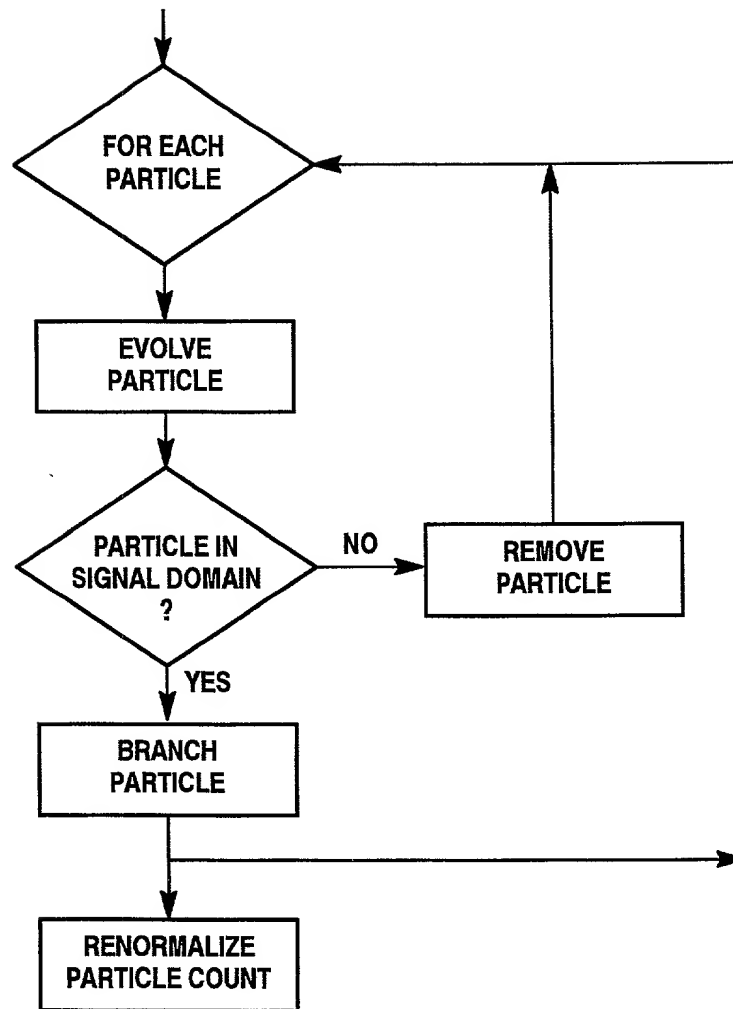 FOR EACH
PARTICLE
EVOLVE
PARTICLE
PARTICLE IN
SIGNAL DOMAIN
?
NO
REMOVE
PARTICLE
YES
BRANCH
PARTICLE
RENORMALIZE
PARTICLE COUNT